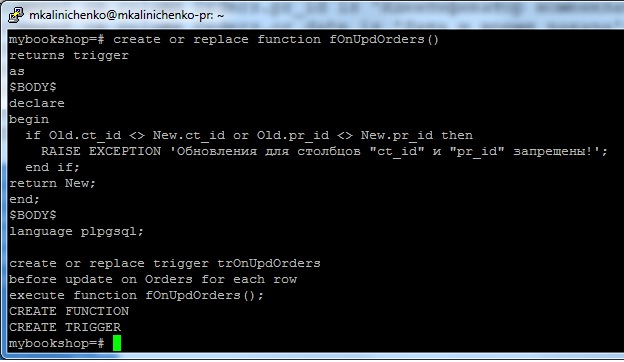 mkalinichenko@mkalinichenko-pr: ~
mybookshop=# create or replace function fOnUpdOrders()
returns trigger
as
$BODY$
declare
begin
  if Old.ct_id <> New.ct_id or Old.pr_id <> New.pr_id then
    RAISE EXCEPTION 'Обновления для столбцов "ct_id" и "pr_id" запрещены!';
  end if;
return New;
end;
$BODY$
language plpgsql;

create or replace trigger trOnUpdOrders
before update on Orders for each row
execute function fOnUpdOrders();
CREATE FUNCTION
CREATE TRIGGER
mybookshop=#